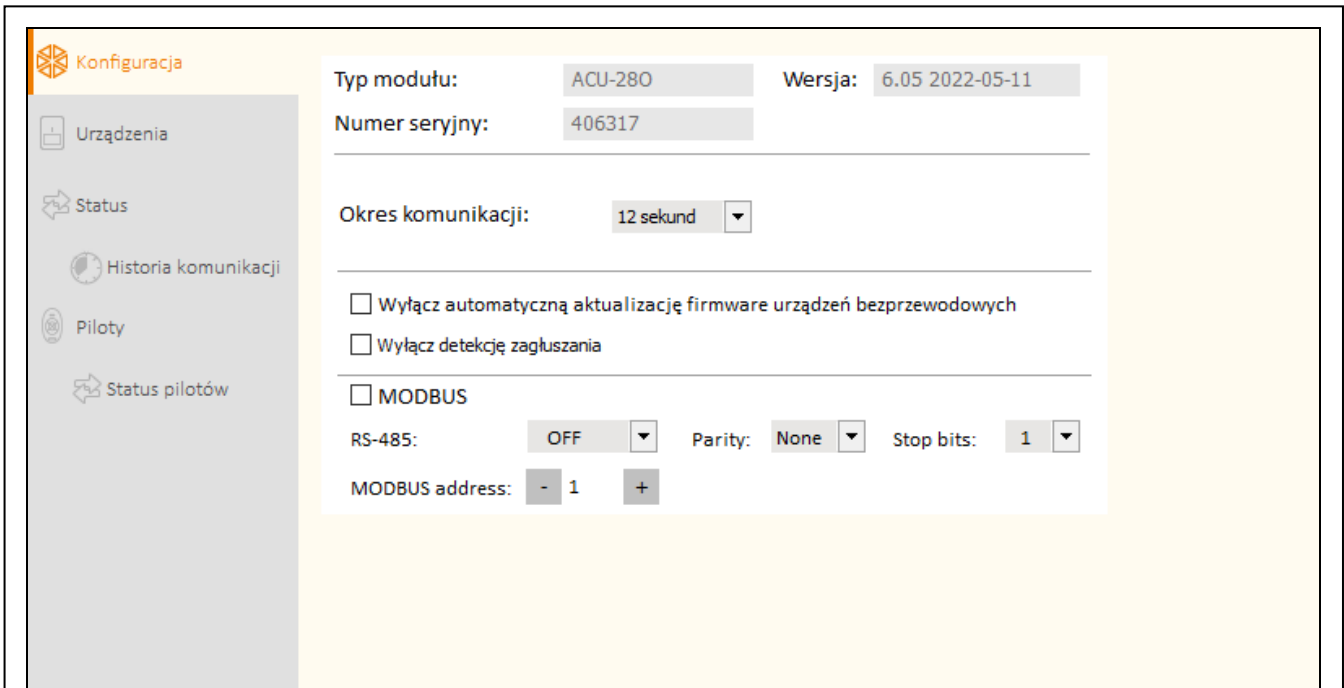 Konfiguracja
Urządzenia
Status
Historia komunikacji
Piloty
Status pilotów
Typ modułu: ACU-28O Wersja: 6.05 2022-05-11
Numer seryjny: 406317
Okres komunikacji: 12 sekund
Wyłącz automatyczną aktualizację firmware urządzeń bezprzewodowych
Wyłącz detekcję zagłuszania
MODBUS
RS-485: OFF Parity: None Stop bits: 1
MODBUS address: - 1 +